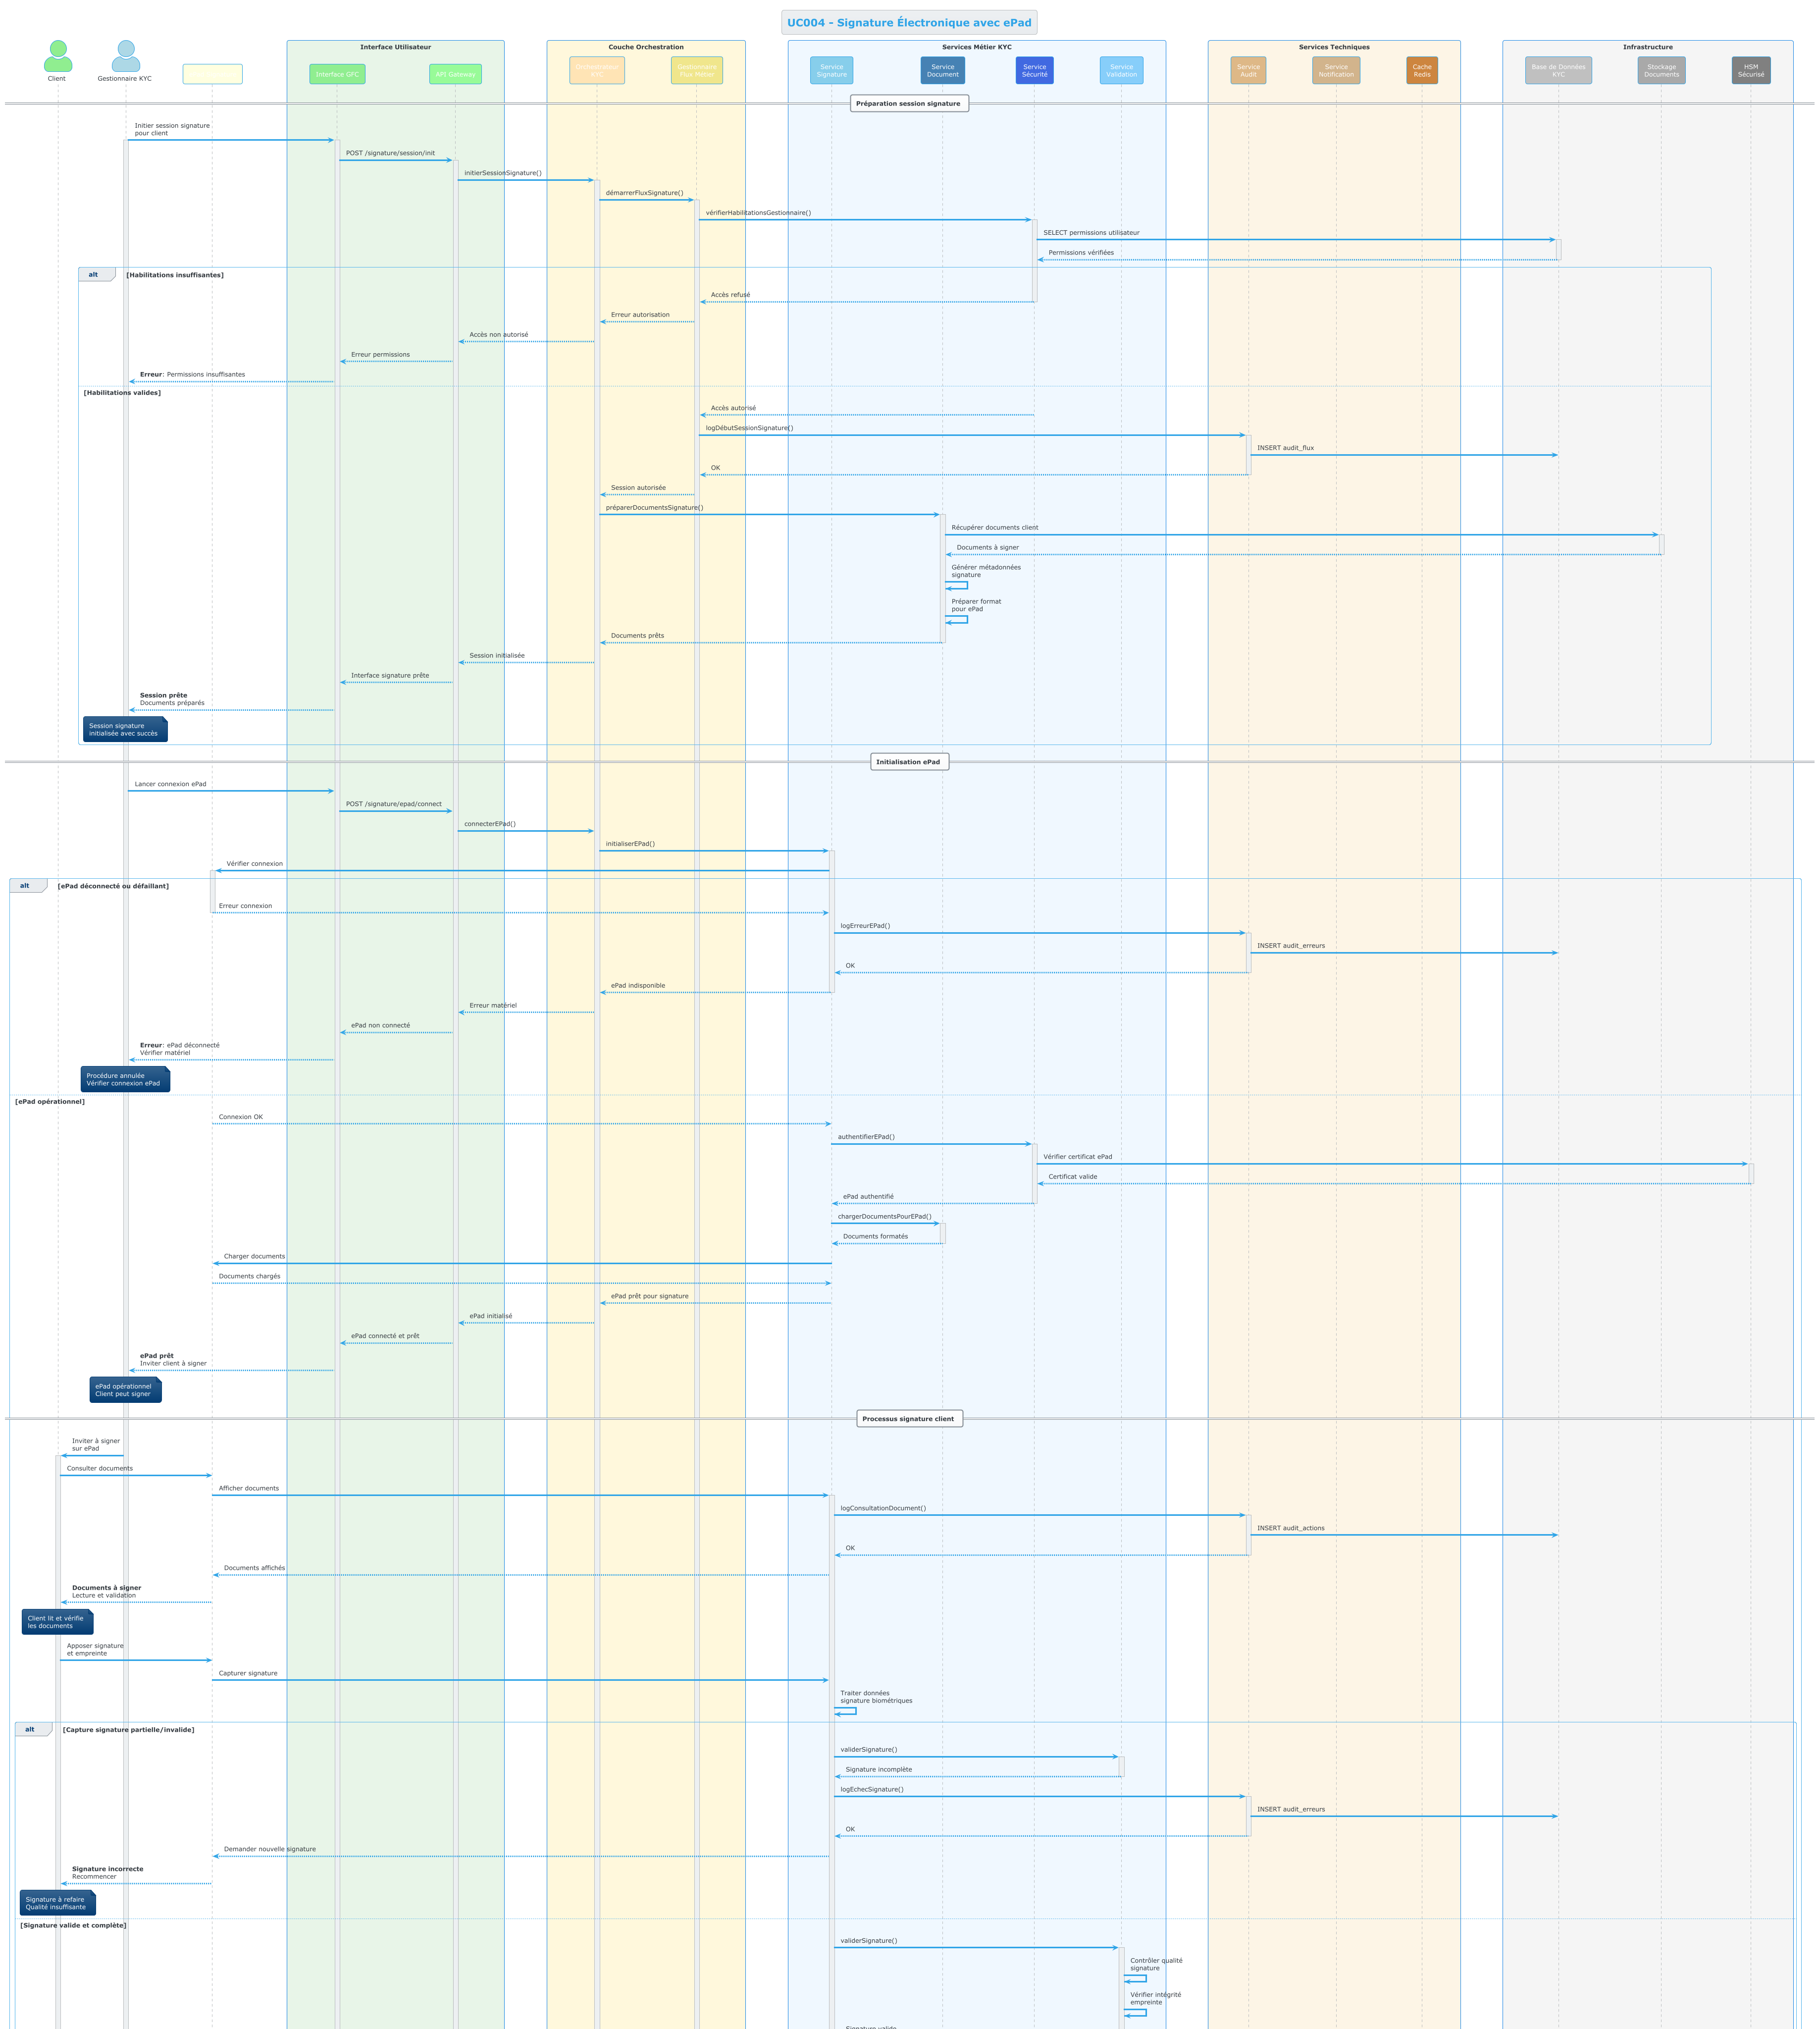 UC004 - Signature Électronique avec ePad
Interface Utilisateur
Couche Orchestration
Services Métier KYC
Services Techniques
Infrastructure
Client
Gestionnaire KYC
Interface GFC
API Gateway
Orchestrateur
KYC
Gestionnaire
Flux Métier
Service
Signature
Service
Document
Service
Sécurité
Service
Validation
Service
Audit
Service
Notification
Cache
Redis
Base de Données
KYC
Stockage
Documents
HSM
Sécurisé
Préparation session signature
Initier session signature
pour client
POST /signature/session/init
initierSessionSignature()
démarrerFluxSignature()
vérifierHabilitationsGestionnaire()
SELECT permissions utilisateur
Permissions vérifiées
alt
[Habilitations insuffisantes]
Accès refusé
Erreur autorisation
Accès non autorisé
Erreur permissions
Erreur: Permissions insuffisantes
[Habilitations valides]
Accès autorisé
logDébutSessionSignature()
INSERT audit_flux
OK
Session autorisée
préparerDocumentsSignature()
Récupérer documents client
Documents à signer
Générer métadonnées
signature
Préparer format
pour ePad
Documents prêts
Session initialisée
Interface signature prête
Session prête
Documents préparés
Session signature
initialisée avec succès
Initialisation ePad
Lancer connexion ePad
POST /signature/epad/connect
connecterEPad()
initialiserEPad()
Vérifier connexion
alt
[ePad déconnecté ou défaillant]
Erreur connexion
logErreurEPad()
INSERT audit_erreurs
OK
ePad indisponible
Erreur matériel
ePad non connecté
Erreur: ePad déconnecté
Vérifier matériel
Procédure annulée
Vérifier connexion ePad
[ePad opérationnel]
Connexion OK
authentifierEPad()
Vérifier certificat ePad
Certificat valide
ePad authentifié
chargerDocumentsPourEPad()
Documents formatés
Charger documents
Documents chargés
ePad prêt pour signature
ePad initialisé
ePad connecté et prêt
ePad prêt
Inviter client à signer
ePad opérationnel
Client peut signer
Processus signature client
Inviter à signer
sur ePad
Consulter documents
Afficher documents
logConsultationDocument()
INSERT audit_actions
OK
Documents affichés
Documents à signer
Lecture et validation
Client lit et vérifie
les documents
Apposer signature
et empreinte
Capturer signature
Traiter données
signature biométriques
alt
[Capture signature partielle/invalide]
validerSignature()
Signature incomplète
logEchecSignature()
INSERT audit_erreurs
OK
Demander nouvelle signature
Signature incorrecte
Recommencer
Signature à refaire
Qualité insuffisante
[Signature valide et complète]
validerSignature()
Contrôler qualité
signature
Vérifier intégrité
empreinte
Signature valide